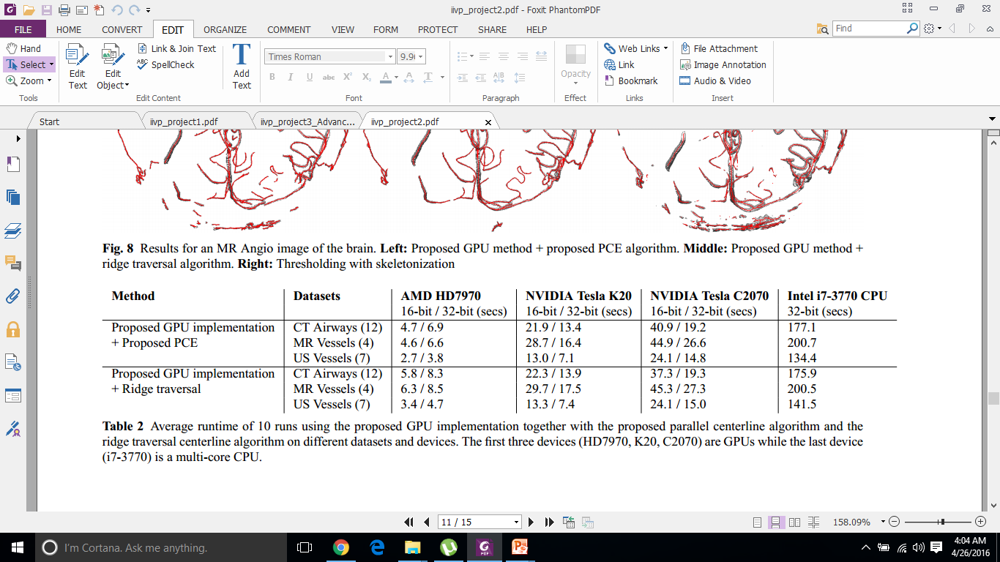 iivp_project2.pdf - Foxit PhantomPDF
FILE HOME CONVERT EDIT ORGANIZE COMMENT VIEW FORM PROTECT SHARE HELP Find
Hand
Select
Zoom
Tools
Edit Text
Edit Object
Link & Join Text
SpellCheck
Edit Content
Add Text
Times Roman 9.9
B I U abc X² X₂ A A T
Font
Paragraph
Opacity
Effect
Web Links
Link
Bookmark
Links
File Attachment
Image Annotation
Audio & Video
Insert
Start iivp_project1.pdf iivp_project3_Advanc... iivp_project2.pdf
Fig. 8 Results for an MR Angio image of the brain. Left: Proposed GPU method + proposed PCE algorithm. Middle: Proposed GPU method +
ridge traversal algorithm. Right: Thresholding with skeletonization
Method Datasets AMD HD7970 NVIDIA Tesla K20 NVIDIA Tesla C2070 Intel i7-3770 CPU
16-bit / 32-bit (secs) 16-bit / 32-bit (secs) 16-bit / 32-bit (secs) 32-bit (secs)
Proposed GPU implementation CT Airways (12) 4.7 / 6.9 21.9 / 13.4 40.9 / 19.2 177.1
+ Proposed PCE MR Vessels (4) 4.6 / 6.6 28.7 / 16.4 44.9 / 26.6 200.7
US Vessels (7) 2.7 / 3.8 13.0 / 7.1 24.1 / 14.8 134.4
Proposed GPU implementation CT Airways (12) 5.8 / 8.3 22.3 / 13.9 37.3 / 19.3 175.9
+ Ridge traversal MR Vessels (4) 6.3 / 8.5 29.7 / 17.5 45.3 / 27.3 200.5
US Vessels (7) 3.4 / 4.7 13.3 / 7.4 24.1 / 15.0 141.5
Table 2 Average runtime of 10 runs using the proposed GPU implementation together with the proposed parallel centerline algorithm and the
ridge traversal centerline algorithm on different datasets and devices. The first three devices (HD7970, K20, C2070) are GPUs while the last device
(i7-3770) is a multi-core CPU.
11 / 15 158.09%
I'm Cortana. Ask me anything.
4:04 AM
4/26/2016